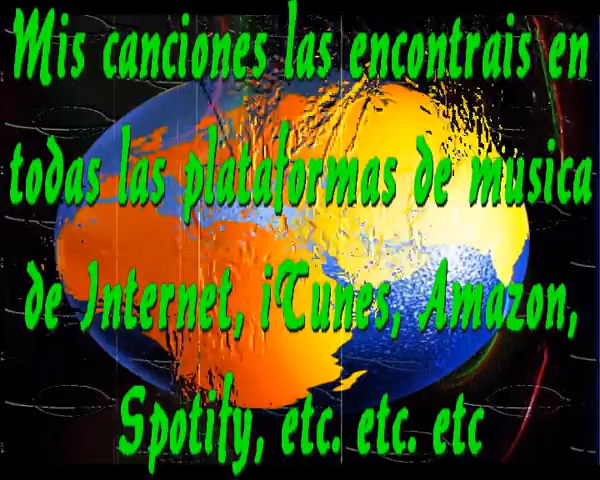 Mis canciones las encontrais en
todas las plataformas de musica
de Internet, iTunes, Amazon,
Spotify, etc. etc. etc